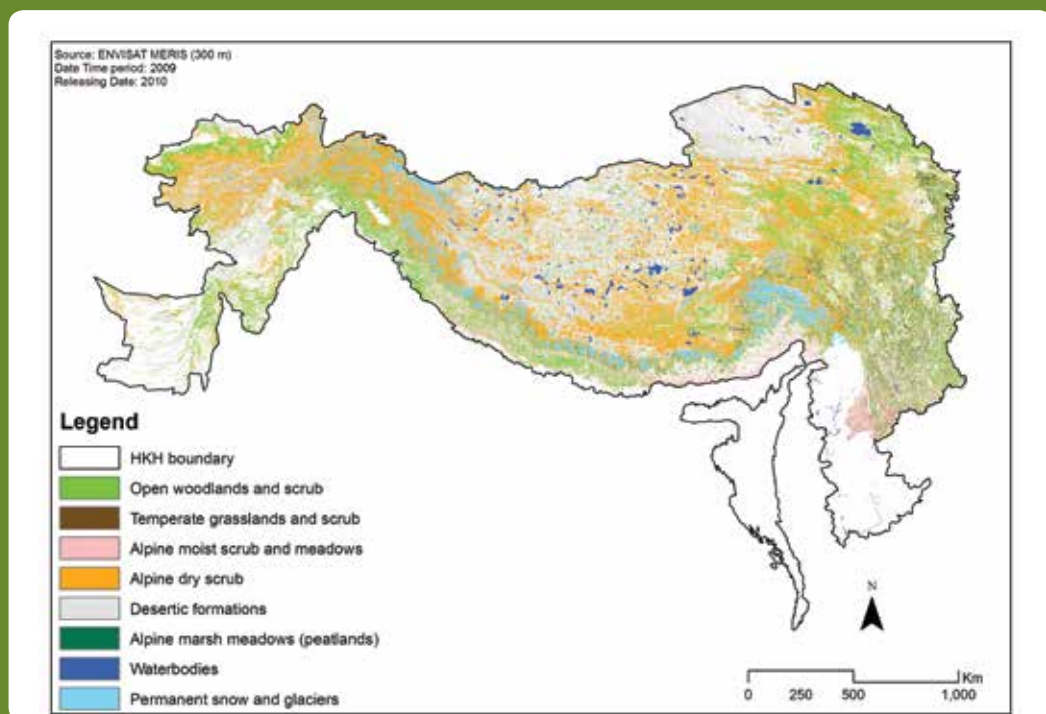 Source: ENVISAT MERIS (300 m)
Date Time period: 2009
Releasing Date: 2010
Legend
HKH boundary
Open woodlands and scrub
Temperate grasslands and scrub
Alpine moist scrub and meadows
Alpine dry scrub
Desertic formations
Alpine marsh meadows (peatlands)
Waterbodies
Permanent snow and glaciers
N
Km
0 250 500 1,000